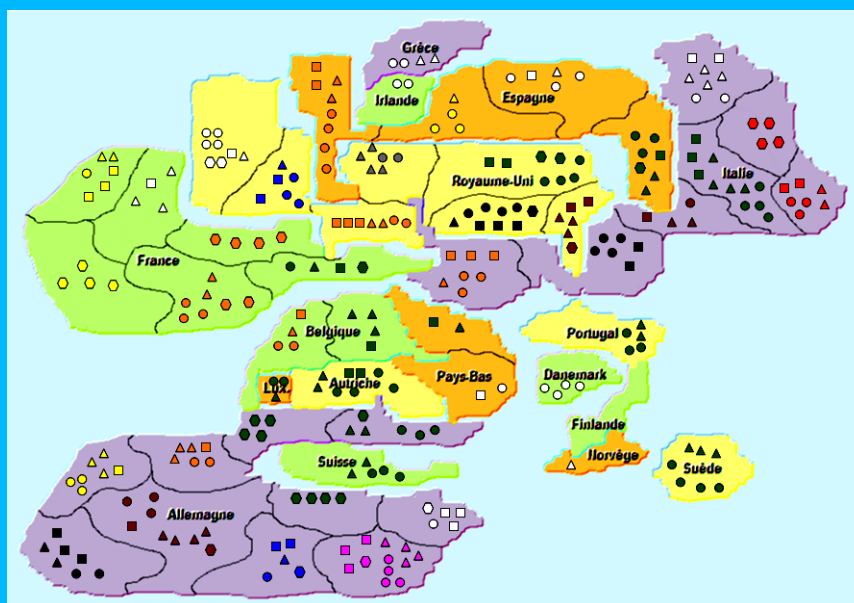 Grèce
Irlande
Espagne
Italie
Royaume-Uni
France
Belgique
Portugal
Lux.
Autriche
Pays-Bas
Danemark
Finlande
Norvège
Suisse
Suède
Allemagne